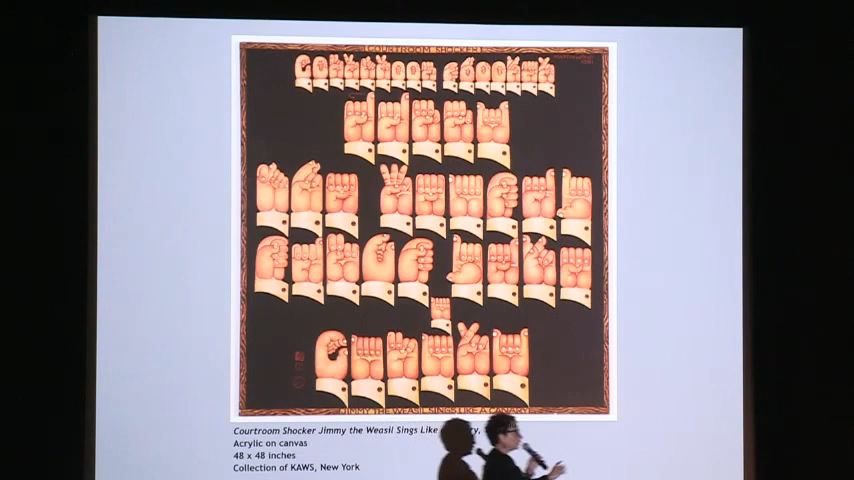 COURTROOM SHOCKER!
JIMMY THE WEASIL SINGS LIKE A CANARY
Courtroom Shocker Jimmy the Weasil Sings Like
Acrylic on canvas
48 x 48 inches
Collection of KAWS, New York